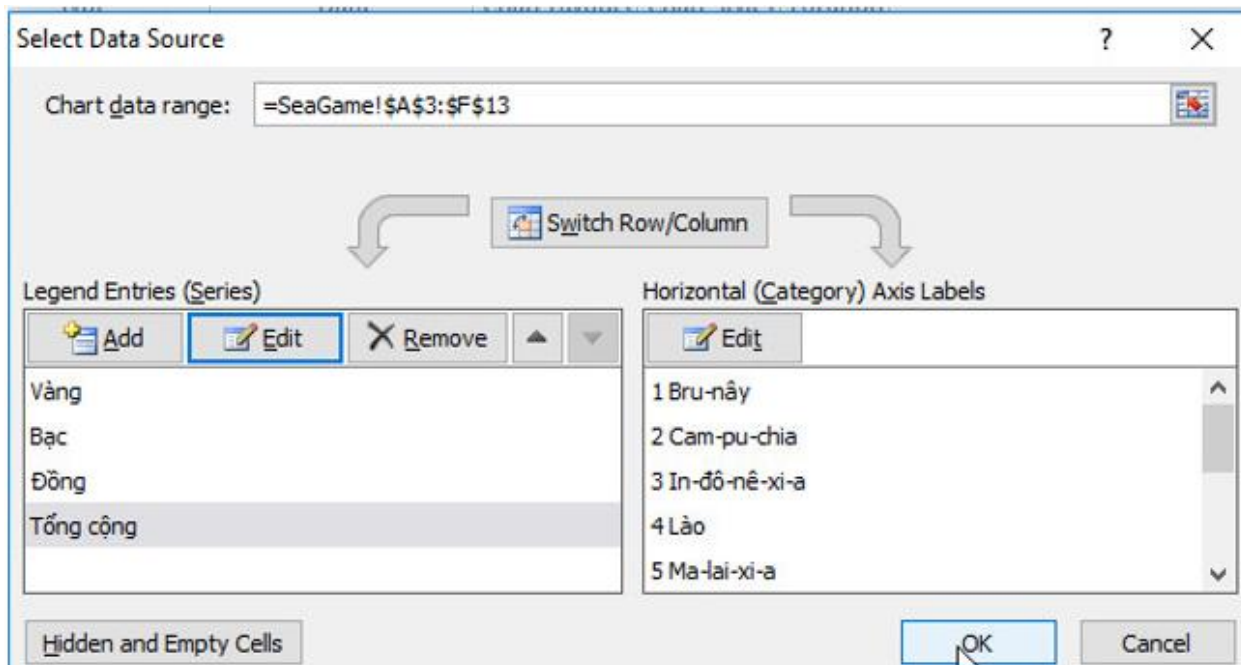 Select Data Source ?
Chart data range: =SeaGame!$A$3:$F$13
Switch Row/Column
Legend Entries (Series)
Add Edit Remove
Vàng
Bạc
Đồng
Tổng cộng
Horizontal (Category) Axis Labels
Edit
1 Bru-nây
2 Cam-pu-chia
3 In-đô-nê-xi-a
4 Lào
5 Ma-lai-xi-a
Hidden and Empty Cells
OK Cancel